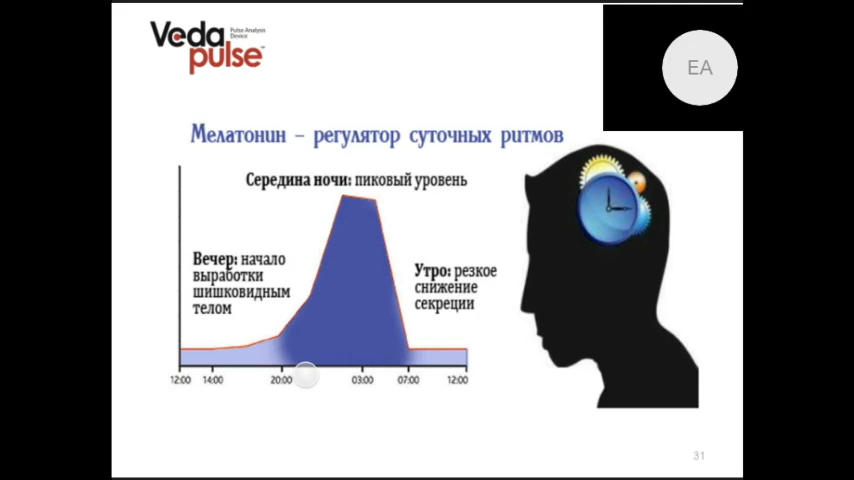 Veda
pulse
Pulse Analysis
Device
EA
Мелатонин – регулятор суточных ритмов
Середина ночи: пиковый уровень
Вечер: начало
выработки
шишковидным
телом
Утро: резкое
снижение
секреции
12:00 14:00 20:00 03:00 07:00 12:00
31